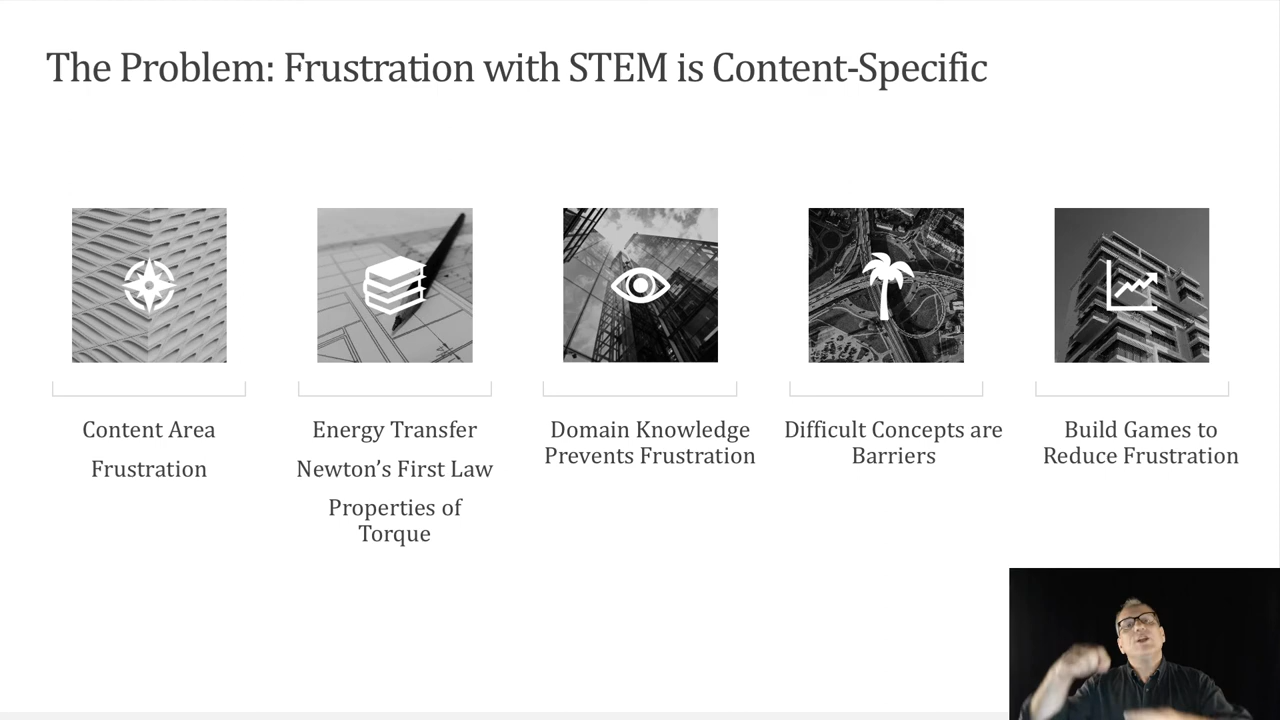 The Problem: Frustration with STEM is Content-Specific
Content Area
Frustration
Energy Transfer
Newton’s First Law
Properties of
Torque
Domain Knowledge
Prevents Frustration
Difficult Concepts are
Barriers
Build Games to
Reduce Frustration